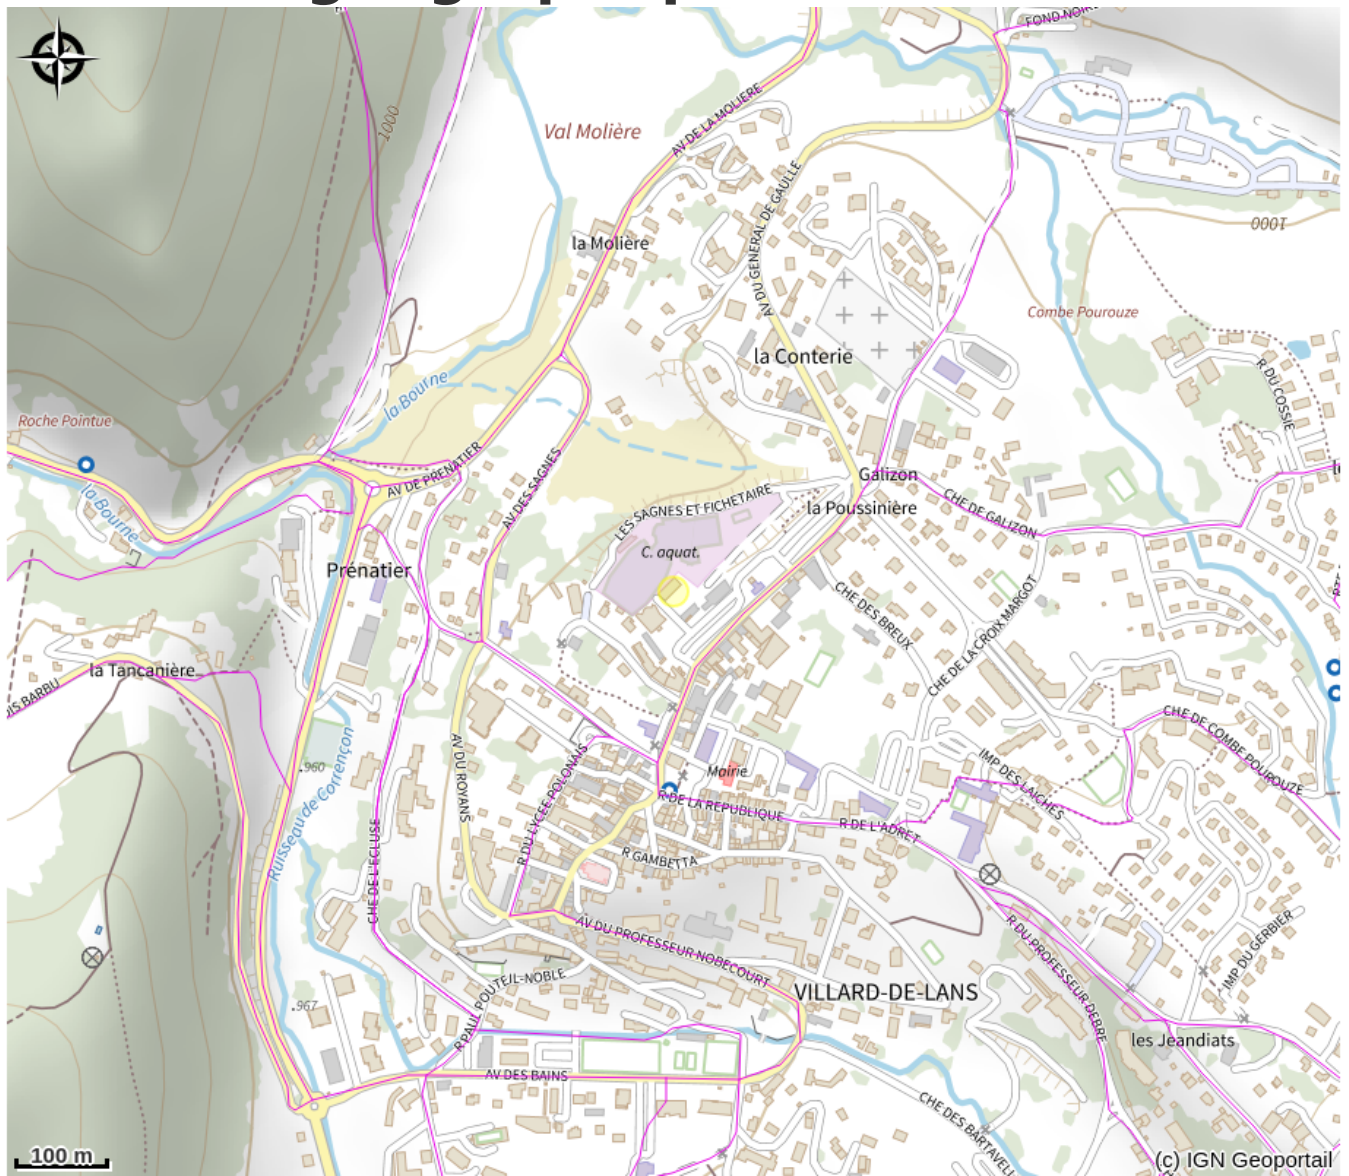 FOND-NOIRE
1000
Val Molière
AV DE LA MOLIERE
AV DU GENERAL DE GAULLE
1000
la Molière
Combe Pourouze
la Conterie
R DU COSSIE
la Bourne
Roche Pointue
AV DE PRENATIER
AV DES SAGNES
Galizon
la Bourne
LES SAGNES ET FICHETAIRE
la Poussinière
CHE DE GALIZON
C. aquat.
Prénatier
CHE DES BREUX
CHE DE LA CROIX MARGOT
la Tancanière
IS BARBU
CHE DE COMBE POUROUZE
AV DU ROYANS
R DU LYCEE POLONAIS
IMP DES LAICHES
.960
Mairie
R DE LA REPUBLIQUE
R DE L'ADRET
Ruisseau de Corrençon
CHE DE L'ECLUSE
R GAMBETTA
AV DU PROFESSEUR NOBECOURT
R DU PROFESSEUR DEBRE
IMP DU GERBIER
R PAUL POUTEIL-NOBLE
VILLARD-DE-LANS
.967
les Jeandiats
AV DES BAINS
CHE DES BARTAVELL
100 m
(c) IGN Geoportail